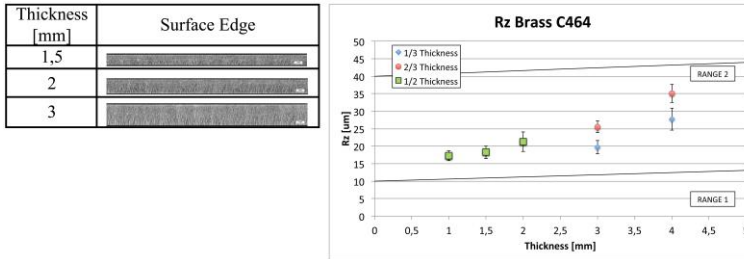 Thickness
[mm]
Surface Edge
1,5
2
3
Rz Brass C464
1/3 Thickness
2/3 Thickness
1/2 Thickness
RANGE 2
RANGE 1
Rz [um]
50
45
40
35
30
25
20
15
10
5
0
0
0,5
1
1,5
2
2,5
3
3,5
4
4,5
Thickness [mm]